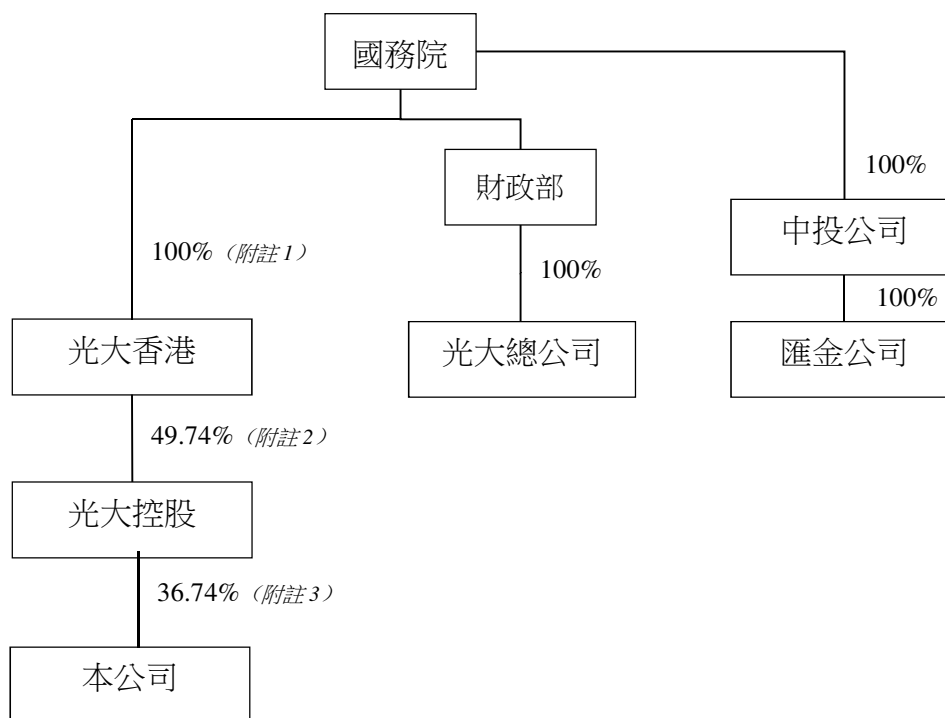 國務院
財政部
100%
中投公司
100%（附註 1）
100%
100%
光大香港
光大總公司
匯金公司
49.74%（附註 2）
光大控股
36.74%（附註 3）
本公司